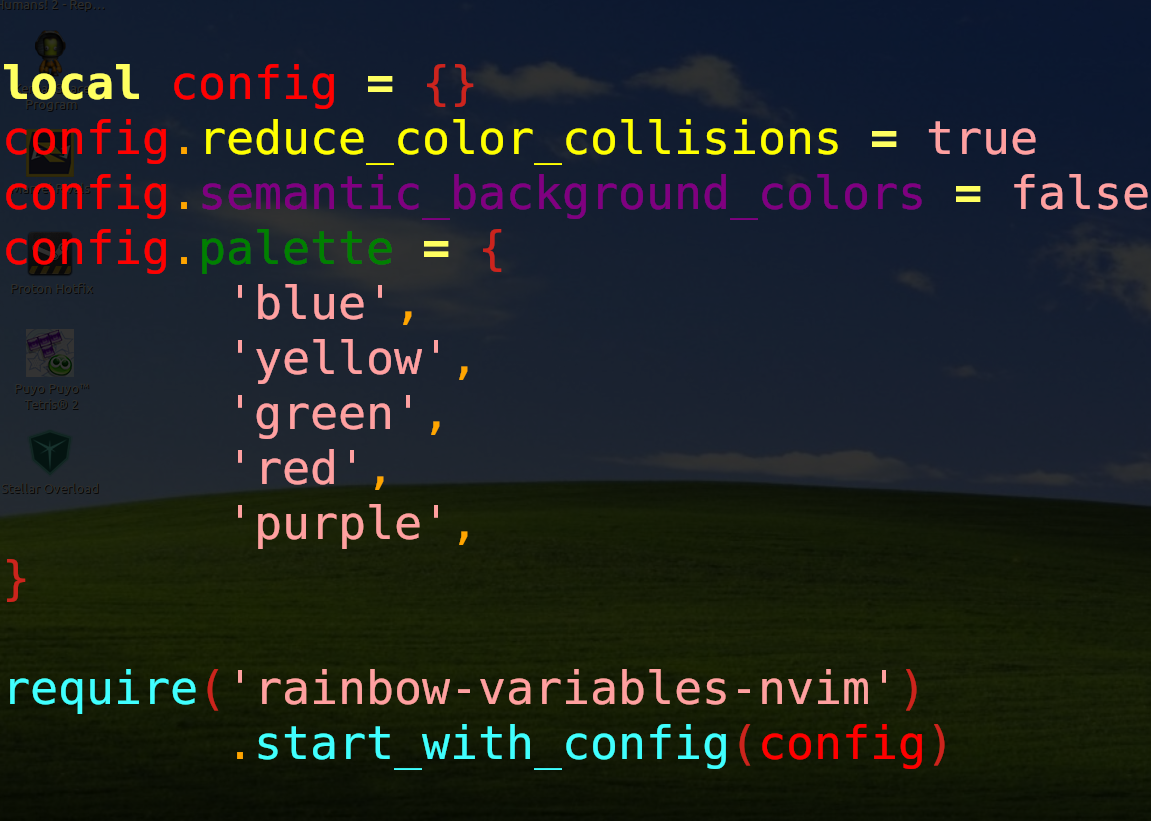 Humans! 2 - Rep...
local config = {}
Program
config.reduce_color_collisions = true
config.semantic_background_colors = false
config.palette = {
Proton Hotfix
'blue',
'yellow',
Puyo Puyo™
Tetris® 2
'green',
'red',
Stellar Overload
'purple',
}
require('rainbow-variables-nvim')
.start_with_config(config)